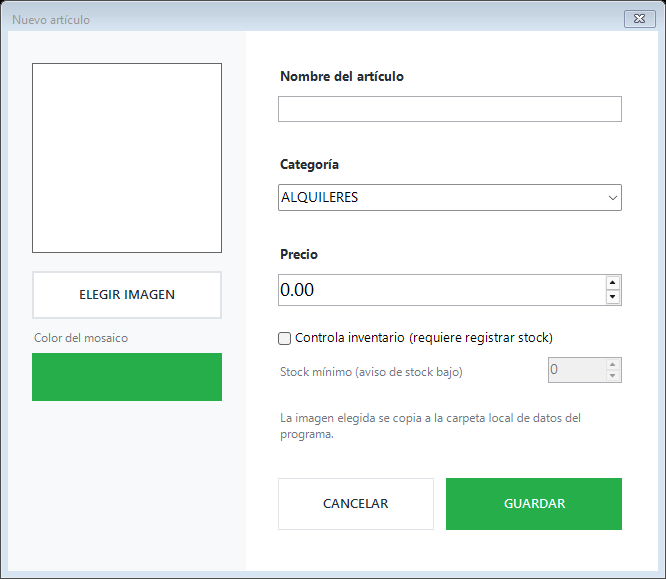 Nuevo artículo
ELEGIR IMAGEN
Color del mosaico
Nombre del artículo
Categoría
ALQUILERES
Precio
0.00
Controla inventario (requiere registrar stock)
Stock mínimo (aviso de stock bajo)
0
La imagen elegida se copia a la carpeta local de datos del
programa.
CANCELAR
GUARDAR